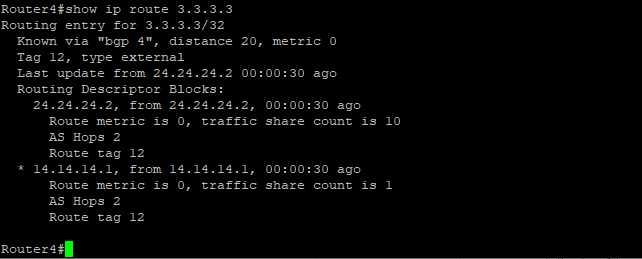 Router4#show ip route 3.3.3.3
Routing entry for 3.3.3.3/32
  Known via "bgp 4", distance 20, metric 0
  Tag 12, type external
  Last update from 24.24.24.2 00:00:30 ago
  Routing Descriptor Blocks:
    24.24.24.2, from 24.24.24.2, 00:00:30 ago
      Route metric is 0, traffic share count is 10
      AS Hops 2
      Route tag 12
  * 14.14.14.1, from 14.14.14.1, 00:00:30 ago
      Route metric is 0, traffic share count is 1
      AS Hops 2
      Route tag 12
Router4#